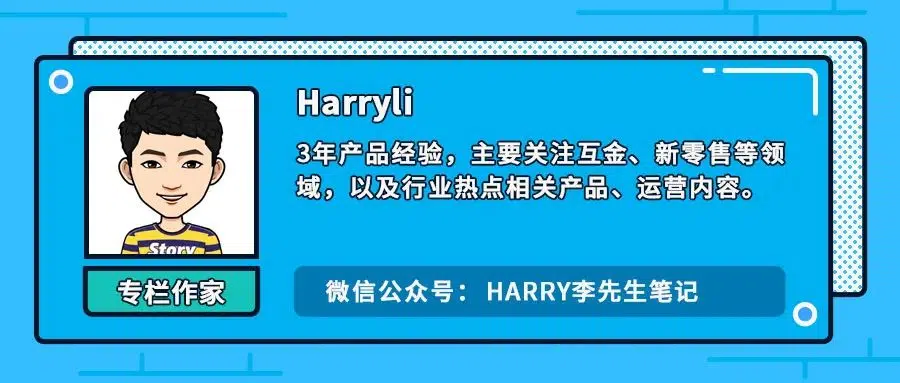 Harryli
3年产品经验，主要关注互金、新零售等领
域，以及行业热点相关产品、运营内容。
Story
专栏作家
微信公众号：HARRY李先生笔记